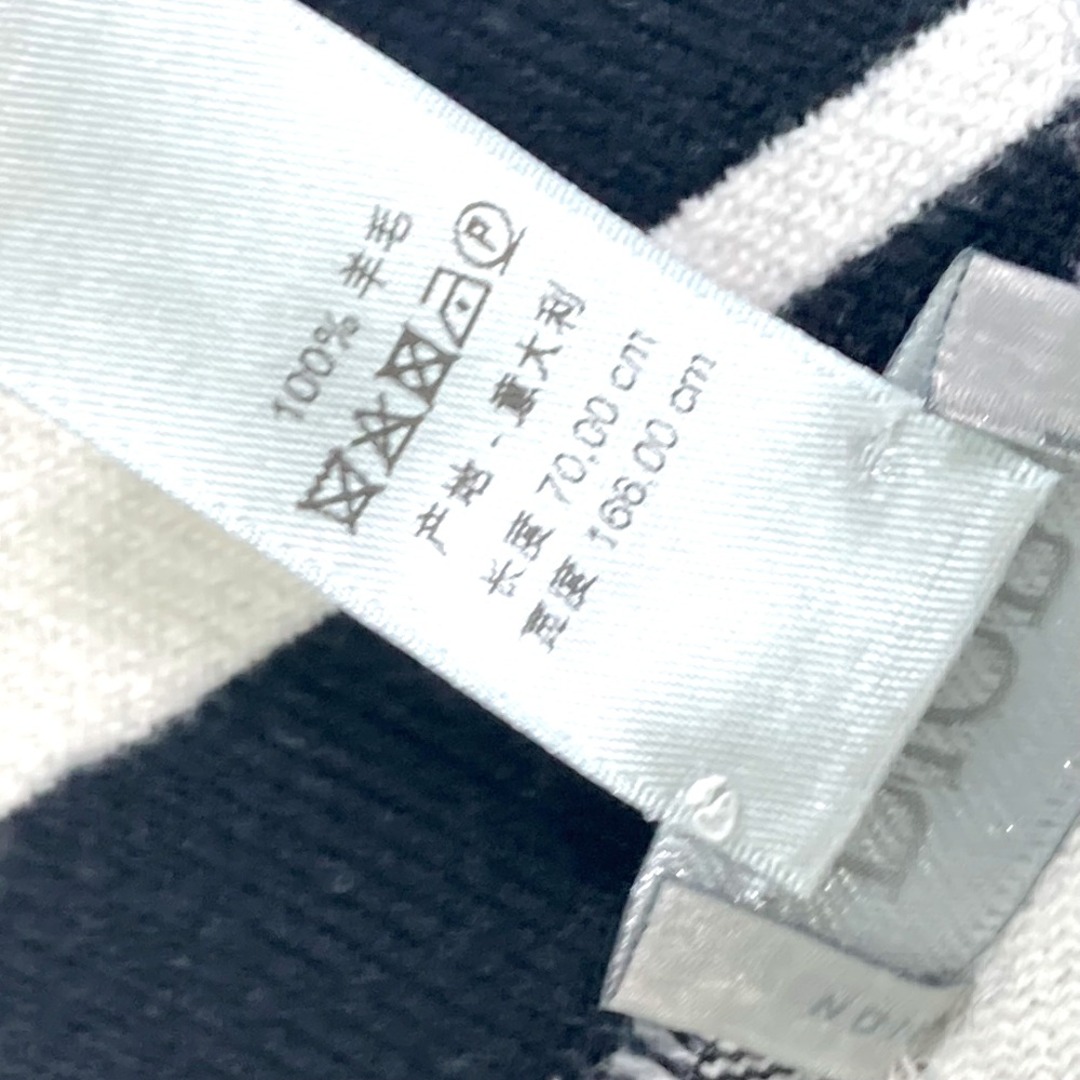 100% 羊毛
产地 - 意大利
长度 70.00 cm
宽度 166.00 cm